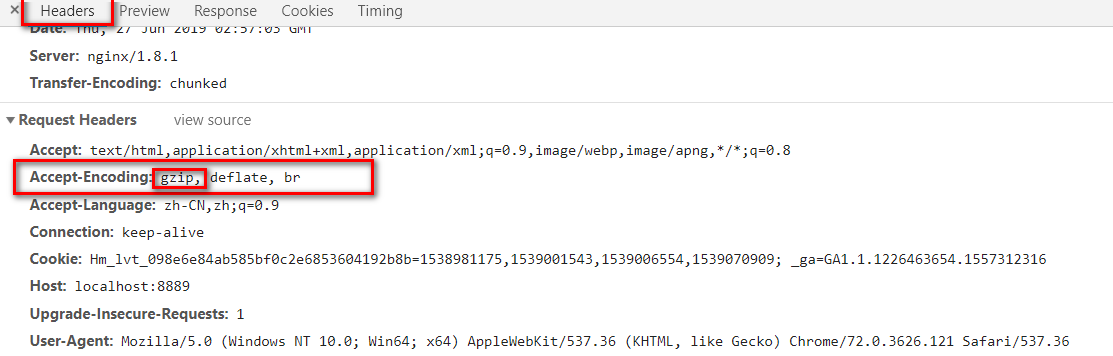 × Headers Preview Response Cookies Timing
Date: Thu, 27 Jun 2019 02:57:03 GMT
Server: nginx/1.8.1
Transfer-Encoding: chunked
▼ Request Headers view source
Accept: text/html,application/xhtml+xml,application/xml;q=0.9,image/webp,image/apng,*/*;q=0.8
Accept-Encoding: gzip, deflate, br
Accept-Language: zh-CN,zh;q=0.9
Connection: keep-alive
Cookie: Hm_lvt_098e6e84ab585bf0c2e6853604192b8b=1538981175,1539001543,1539006554,1539070909; _ga=GA1.1.1226463654.1557312316
Host: localhost:8889
Upgrade-Insecure-Requests: 1
User-Agent: Mozilla/5.0 (Windows NT 10.0; Win64; x64) AppleWebKit/537.36 (KHTML, like Gecko) Chrome/72.0.3626.121 Safari/537.36